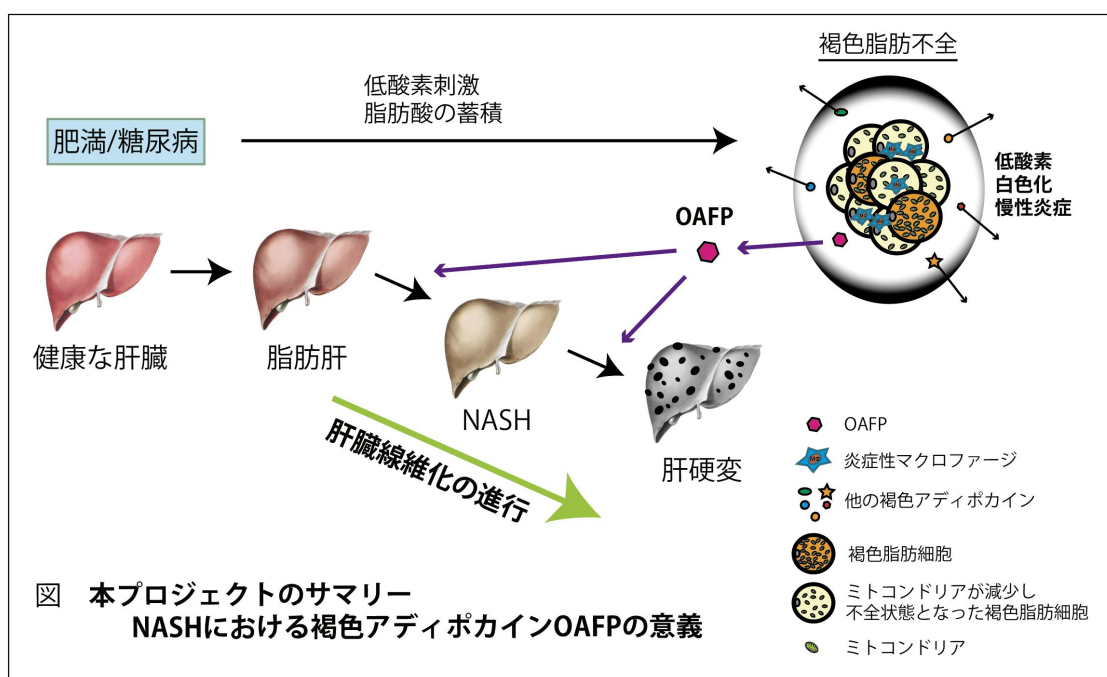 褐色脂肪不全
低酸素刺激
脂肪酸の蓄積
肥満/糖尿病
低酸素
白色化
慢性炎症
OAFP
健康な肝臓
脂肪肝
NASH
肝硬変
肝臓線維化の進行
OAFP
MΦ 炎症性マクロファージ
他の褐色アディポカイン
褐色脂肪細胞
ミトコンドリアが減少し
不全状態となった褐色脂肪細胞
ミトコンドリア
図 本プロジェクトのサマリー
NASHにおける褐色アディポカインOAFPの意義